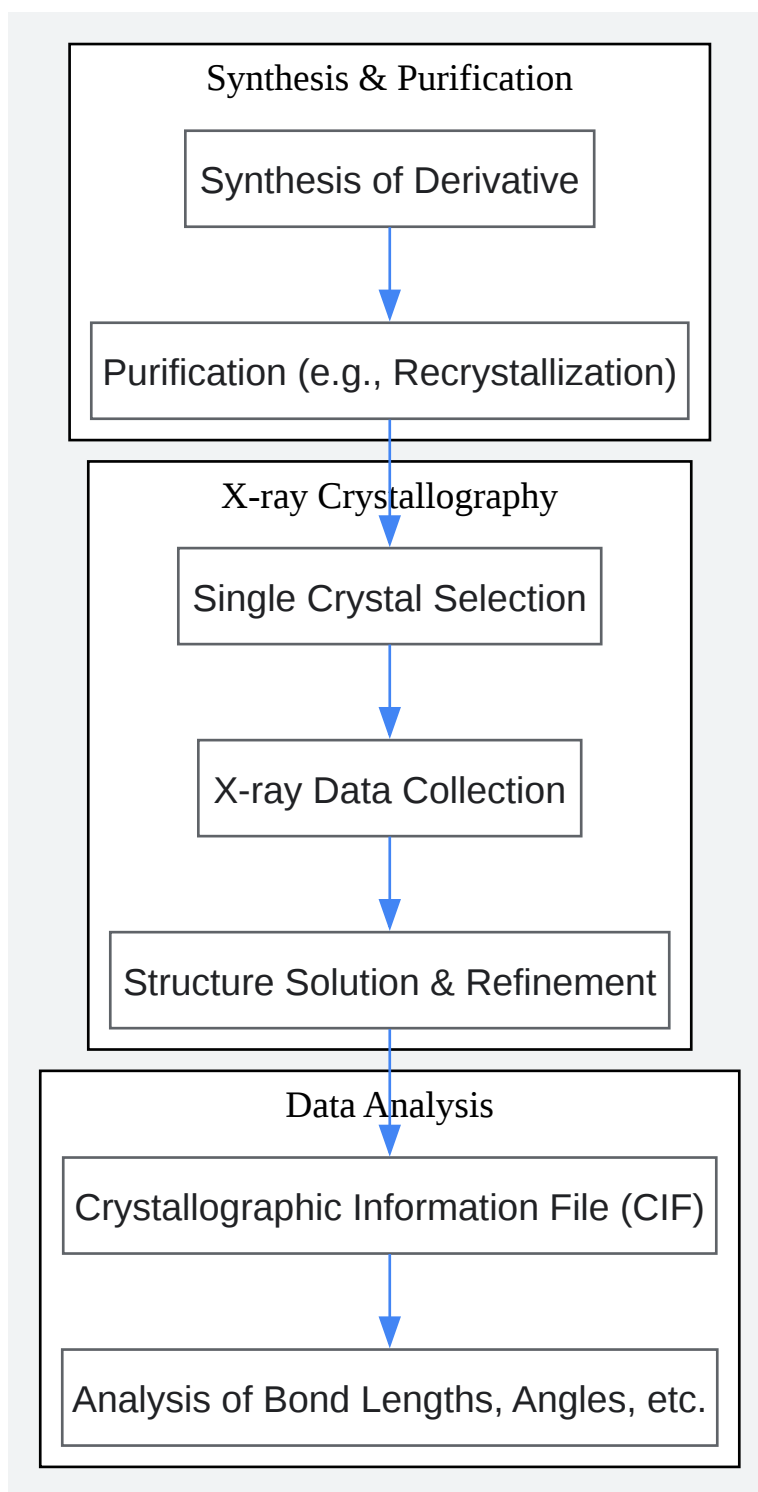 Synthesis & Purification
Synthesis of Derivative
Purification (e.g., Recrystallization)
X-ray Crystallography
Single Crystal Selection
X-ray Data Collection
Structure Solution & Refinement
Data Analysis
Crystallographic Information File (CIF)
Analysis of Bond Lengths, Angles, etc.